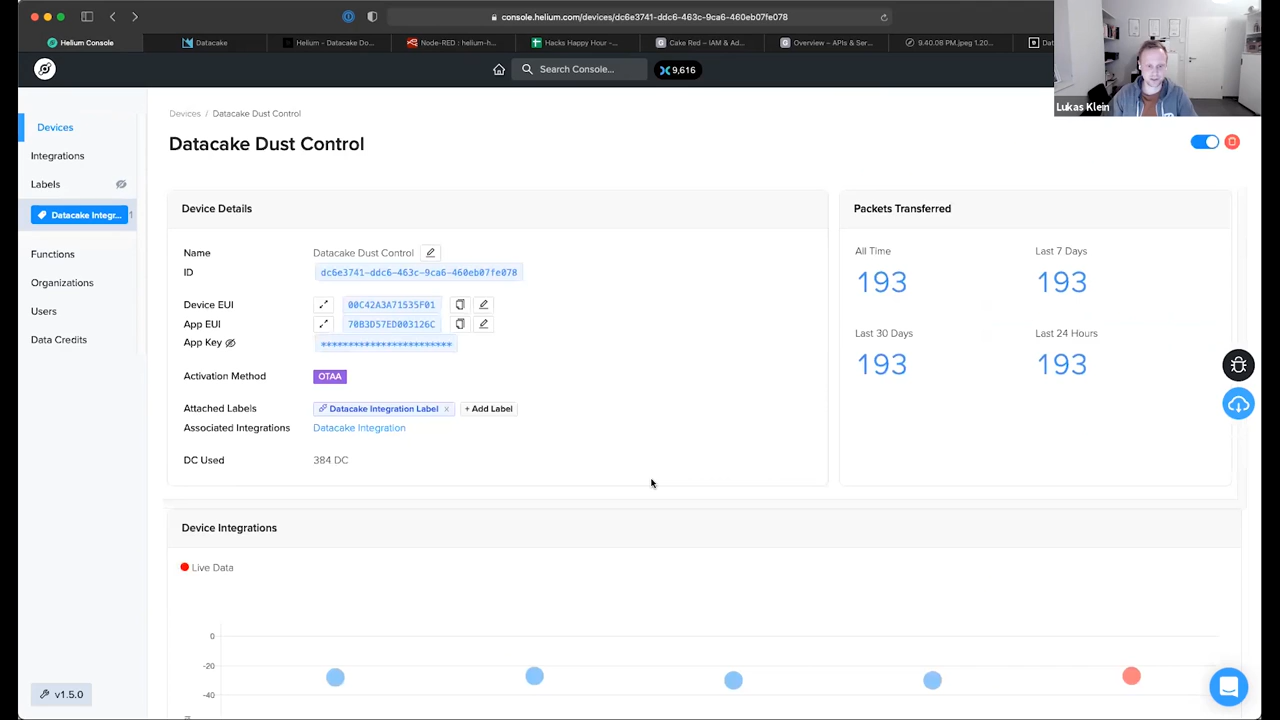 console.helium.com/devices/dc6e3741-ddc6-463c-9ca6-460eb07fe078
Helium Console
Datacake
Helium – Datacake Do...
Node-RED : helium-h...
Hacks Happy Hour –...
Cake Red – IAM & Ad...
Overview – APIs & Ser...
9.40.08 PM.jpeg 1.20...
Dat
Search Console...
9,616
Lukas Klein
Devices
Integrations
Labels
Datacake Integr... 1
Functions
Organizations
Users
Data Credits
v1.5.0
Devices / Datacake Dust Control
Datacake Dust Control
Device Details
Name Datacake Dust Control
ID dc6e3741-ddc6-463c-9ca6-460eb07fe078
Device EUI 00C42A3A71535F01
App EUI 70B3D57ED003126C
App Key ************************
Activation Method OTAA
Attached Labels Datacake Integration Label × + Add Label
Associated Integrations Datacake Integration
DC Used 384 DC
Packets Transferred
All Time Last 7 Days
193 193
Last 30 Days Last 24 Hours
193 193
Device Integrations
Live Data
0
-20
-40